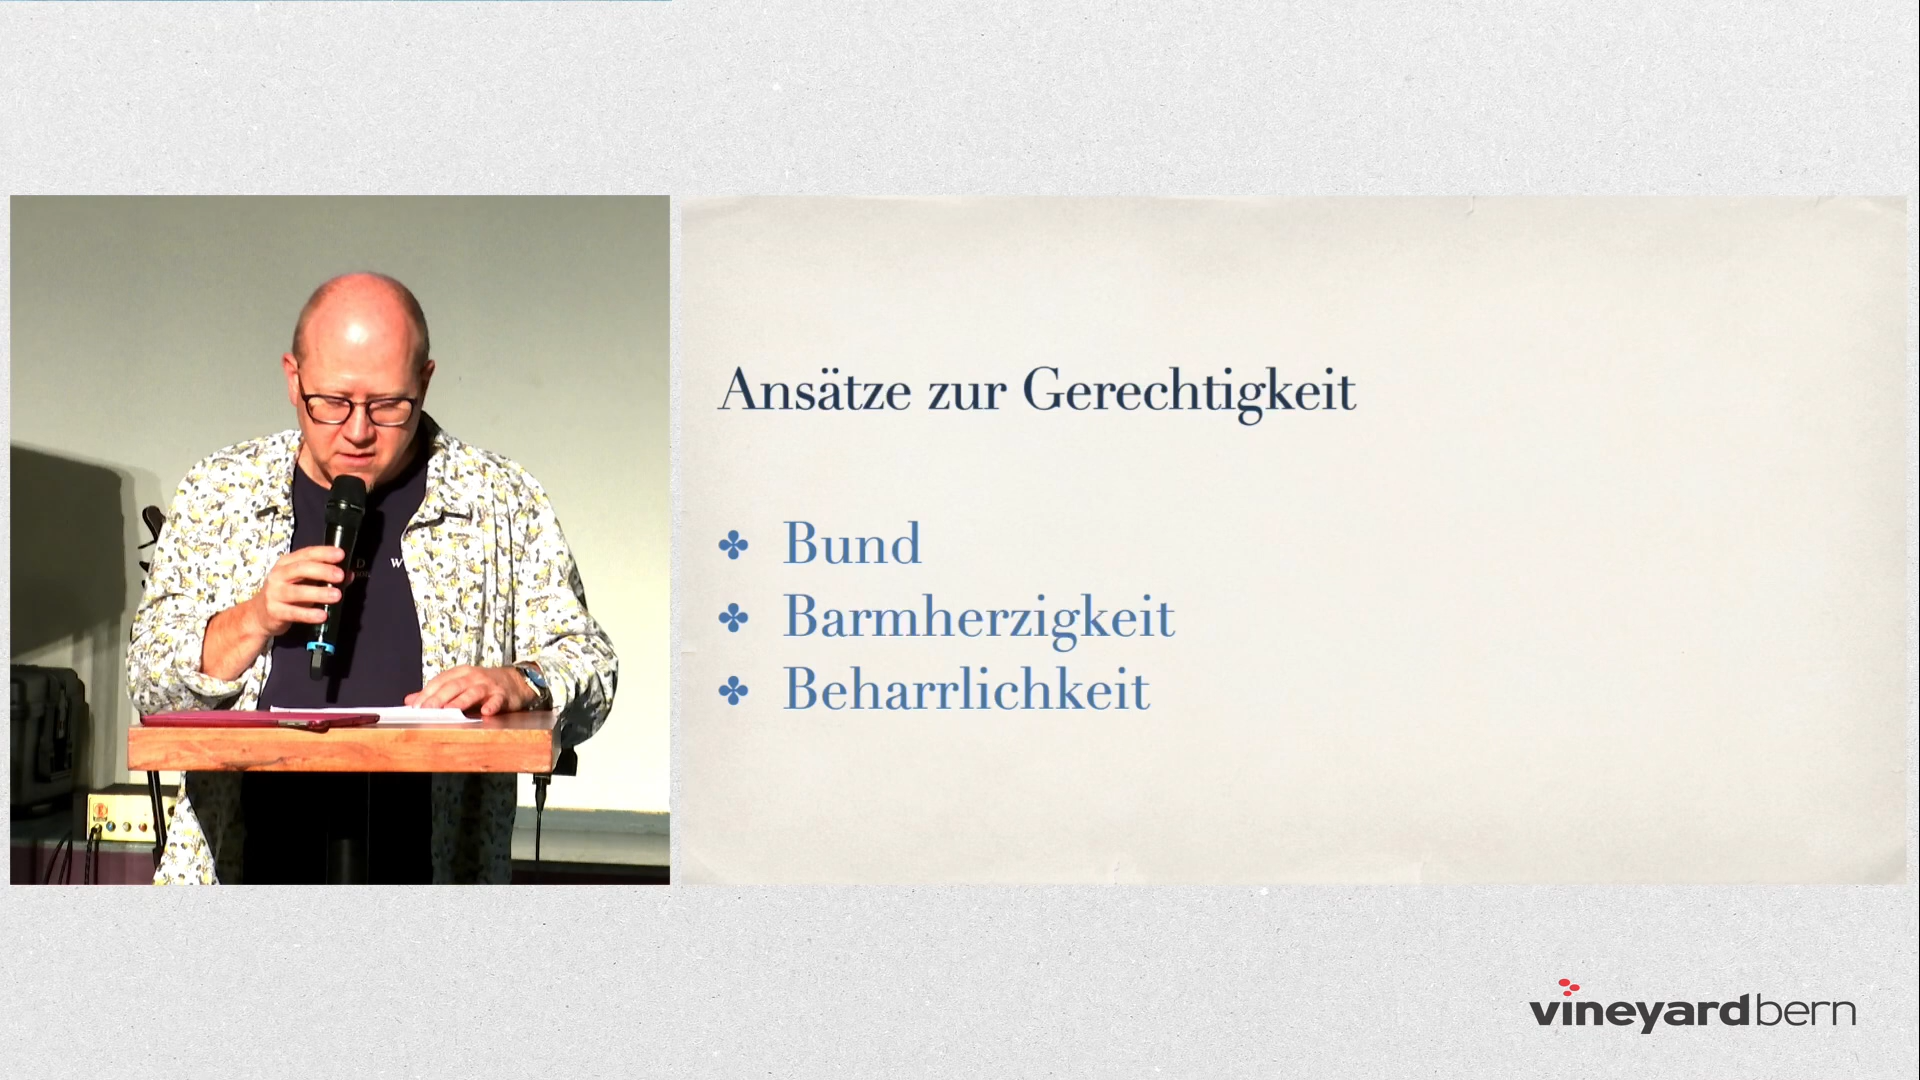 Ansätze zur Gerechtigkeit
Bund
Barmherzigkeit
Beharrlichkeit
vineyardbern